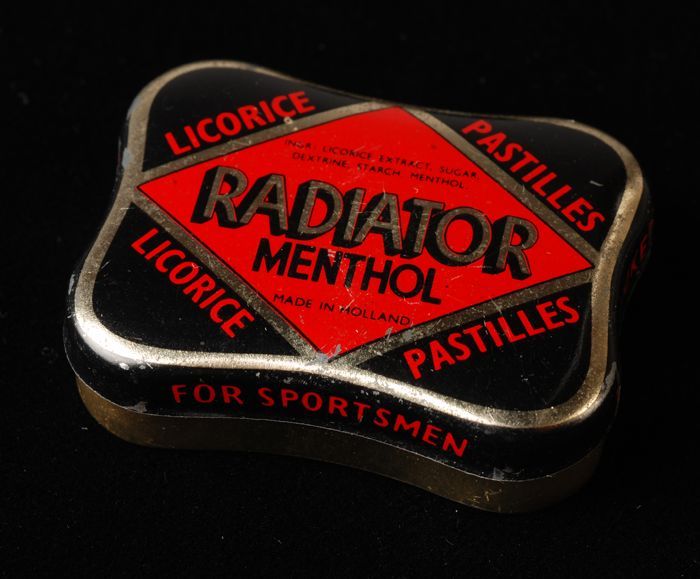 LICORICE
PASTILLES
INGR. LICORICE EXTRACT, SUGAR,
DEXTRINE, STARCH, MENTHOL.
RADIATOR
MENTHOL
MADE IN HOLLAND
LICORICE
PASTILLES
FOR SPORTSMEN